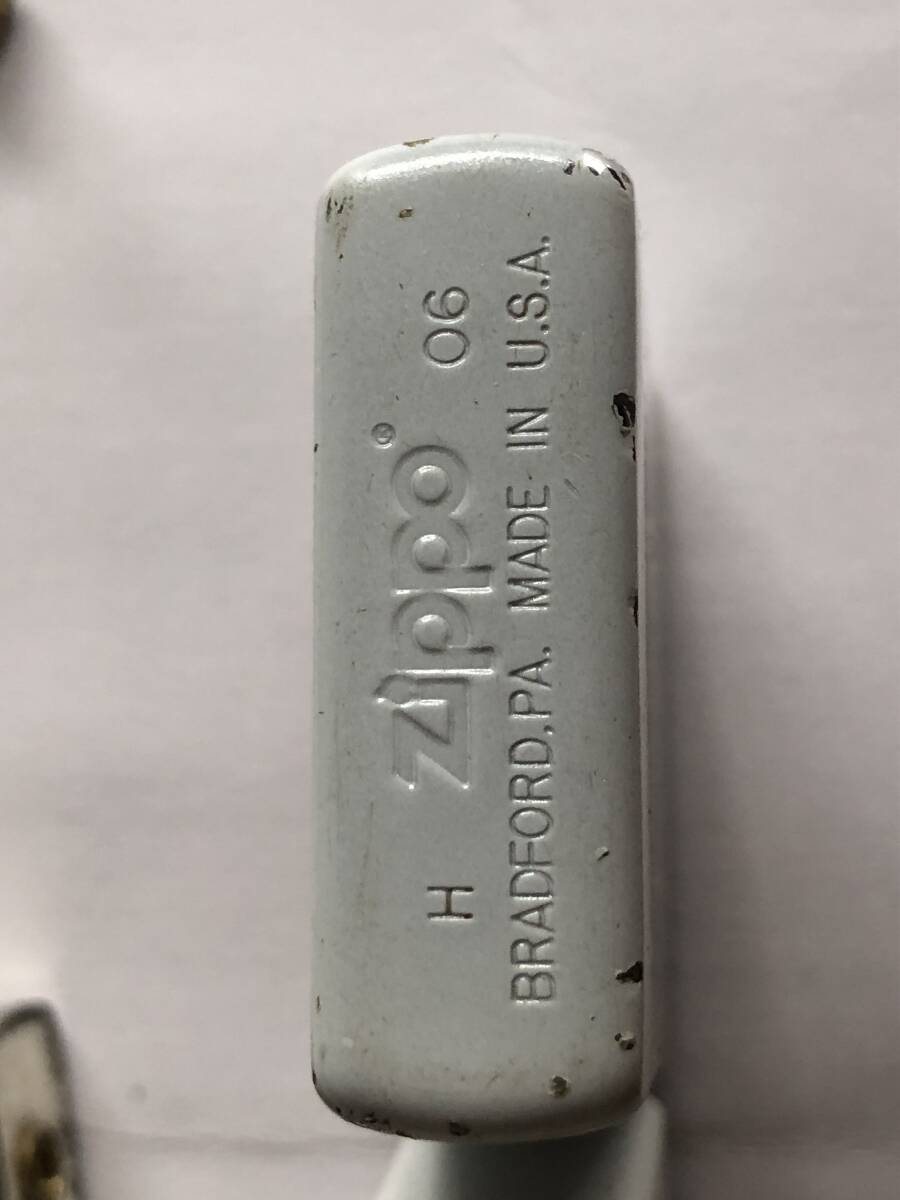 H Zippo® 06
BRADFORD,PA. MADE IN U.S.A.